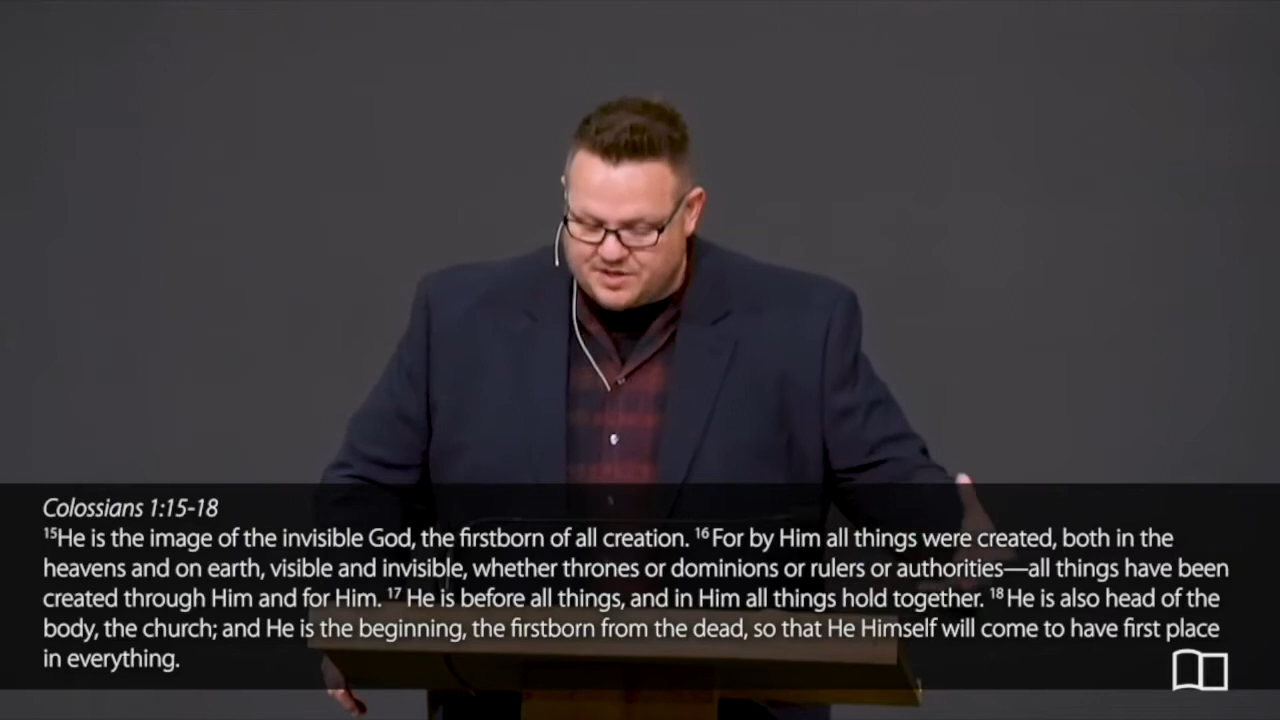 Colossians 1:15-18
¹⁵He is the image of the invisible God, the firstborn of all creation. ¹⁶ For by Him all things were created, both in the
heavens and on earth, visible and invisible, whether thrones or dominions or rulers or authorities—all things have been
created through Him and for Him. ¹⁷ He is before all things, and in Him all things hold together. ¹⁸ He is also head of the
body, the church; and He is the beginning, the firstborn from the dead, so that He Himself will come to have first place
in everything.